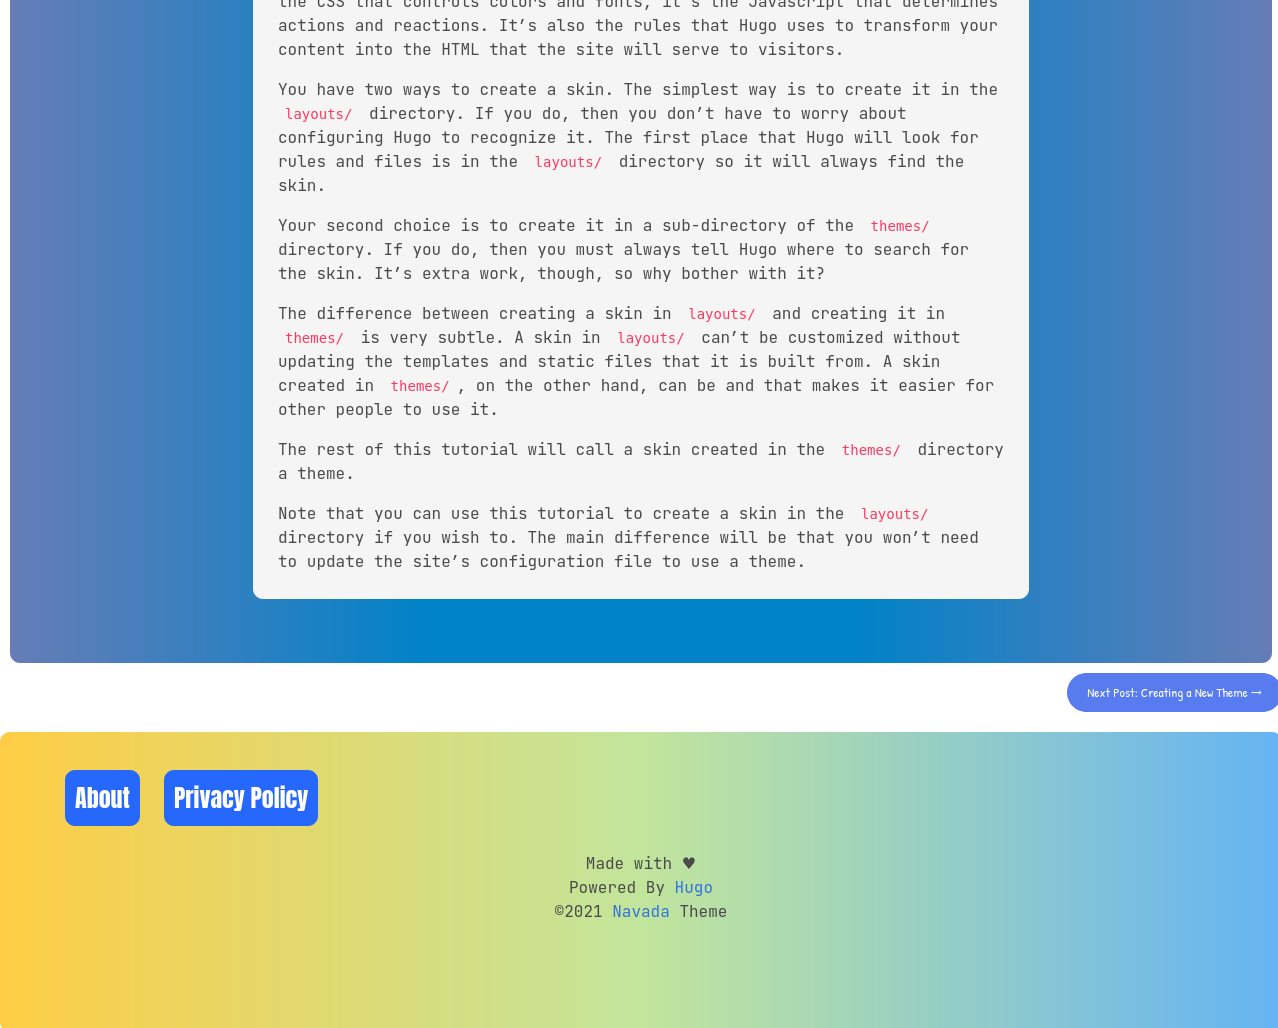 the CSS that controls colors and fonts, it’s the Javascript that determines
actions and reactions. It’s also the rules that Hugo uses to transform your
content into the HTML that the site will serve to visitors.
You have two ways to create a skin. The simplest way is to create it in the
layouts/ directory. If you do, then you don’t have to worry about
configuring Hugo to recognize it. The first place that Hugo will look for
rules and files is in the layouts/ directory so it will always find the
skin.
Your second choice is to create it in a sub-directory of the themes/
directory. If you do, then you must always tell Hugo where to search for
the skin. It’s extra work, though, so why bother with it?
The difference between creating a skin in layouts/ and creating it in
themes/ is very subtle. A skin in layouts/ can’t be customized without
updating the templates and static files that it is built from. A skin
created in themes/ , on the other hand, can be and that makes it easier for
other people to use it.
The rest of this tutorial will call a skin created in the themes/ directory
a theme.
Note that you can use this tutorial to create a skin in the layouts/
directory if you wish to. The main difference will be that you won’t need
to update the site’s configuration file to use a theme.
Next Post: Creating a New Theme →
About Privacy Policy
Made with ♥
Powered By Hugo
©2021 Navada Theme